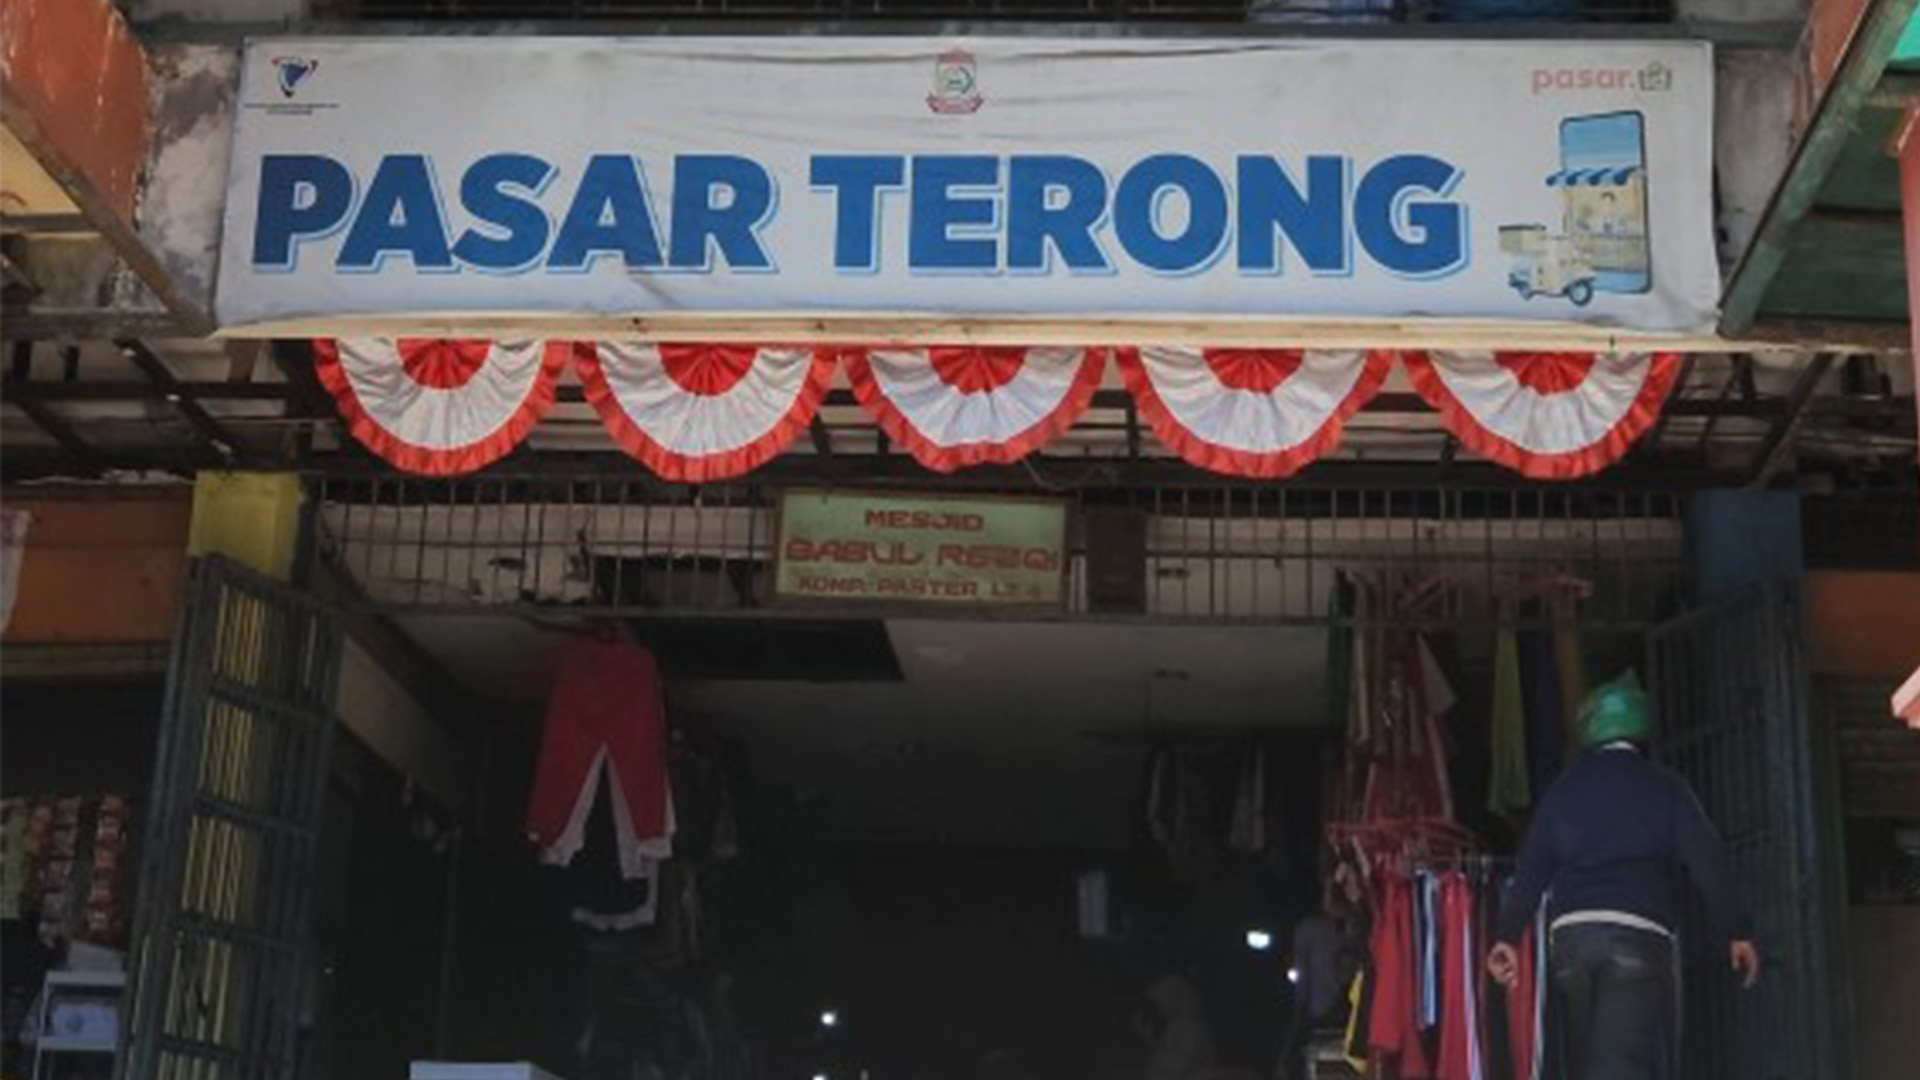 pasar.
PASAR TERONG
MESJID
BABUL REZQI
KOMP. PASTER LT.4